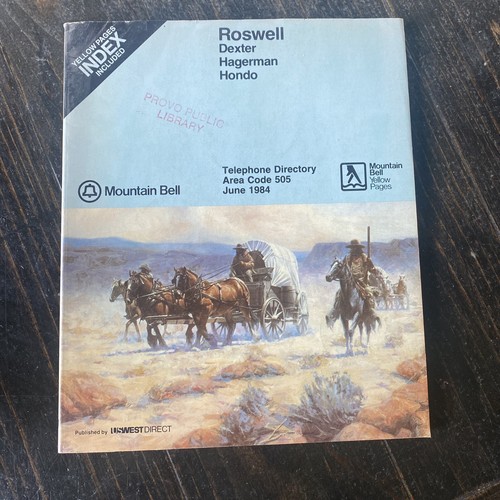 YELLOW PAGES
INDEX
INCLUDED
Roswell
Dexter
Hagerman
Hondo
PROVO PUBLIC
LIBRARY
Mountain Bell
Telephone Directory
Area Code 505
June 1984
Mountain
Bell
Yellow
Pages
Published by USWEST DIRECT